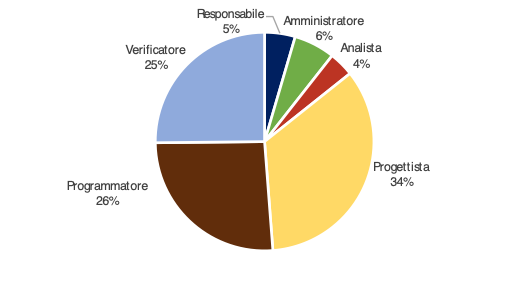 Responsabile
5%
Amministratore
6%
Analista
4%
Progettista
34%
Programmatore
26%
Verificatore
25%